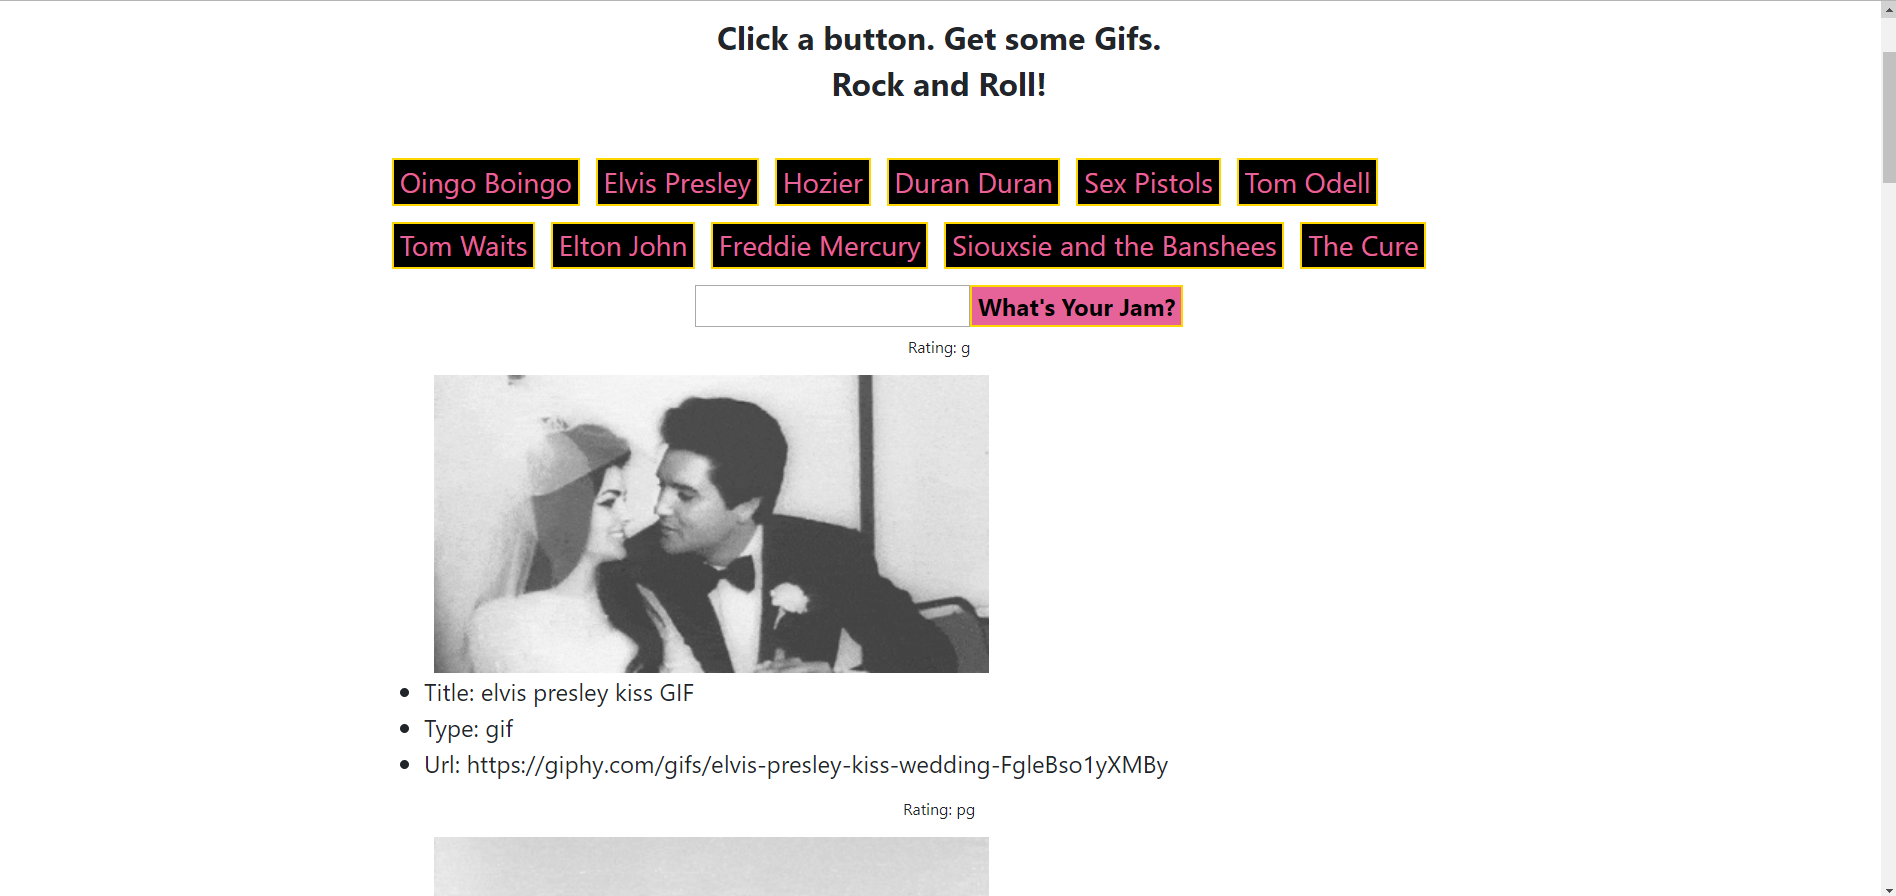 Click a button. Get some Gifs.
Rock and Roll!
Oingo Boingo Elvis Presley Hozier Duran Duran Sex Pistols Tom Odell
Tom Waits Elton John Freddie Mercury Siouxsie and the Banshees The Cure
What's Your Jam?
Rating: g
Title: elvis presley kiss GIF
Type: gif
Url: https://giphy.com/gifs/elvis-presley-kiss-wedding-FgleBso1yXMBy
Rating: pg